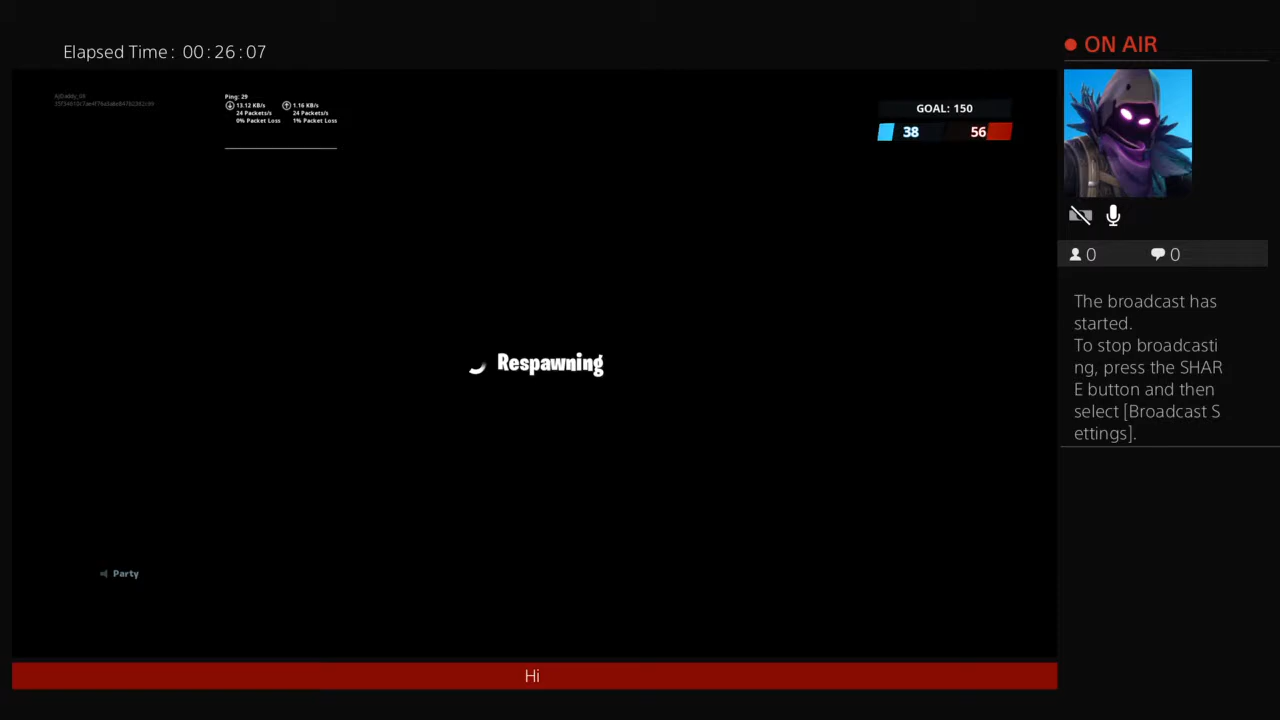 Elapsed Time: 00:26:07
ON AIR
Ping: 29
13.12 KB/s 1.16 KB/s
24 Packets/s 24 Packets/s
0% Packet Loss 1% Packet Loss
GOAL: 150
38 56
0 0
The broadcast has
started.
To stop broadcasti
ng, press the SHAR
E button and then
select [Broadcast S
ettings].
Respawning
Party
Hi